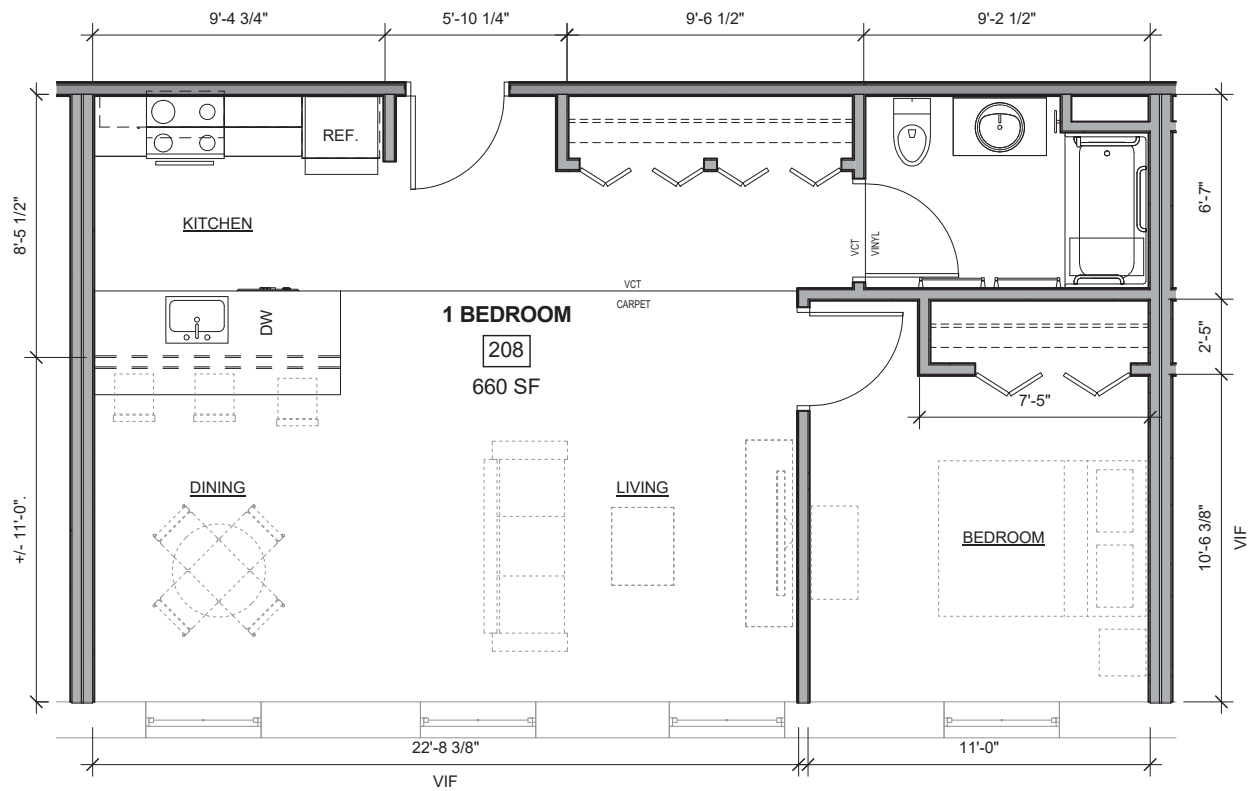 9'-4 3/4"
5'-10 1/4"
9'-6 1/2"
9'-2 1/2"
REF.
KITCHEN
8'-5 1/2"
6'-7"
VCT
VINYL
VCT
CARPET
DW
1 BEDROOM
208
660 SF
2'-5"
7'-5"
DINING
LIVING
BEDROOM
+/- 11'-0".
10'-6 3/8"
VIF
22'-8 3/8"
VIF
11'-0"